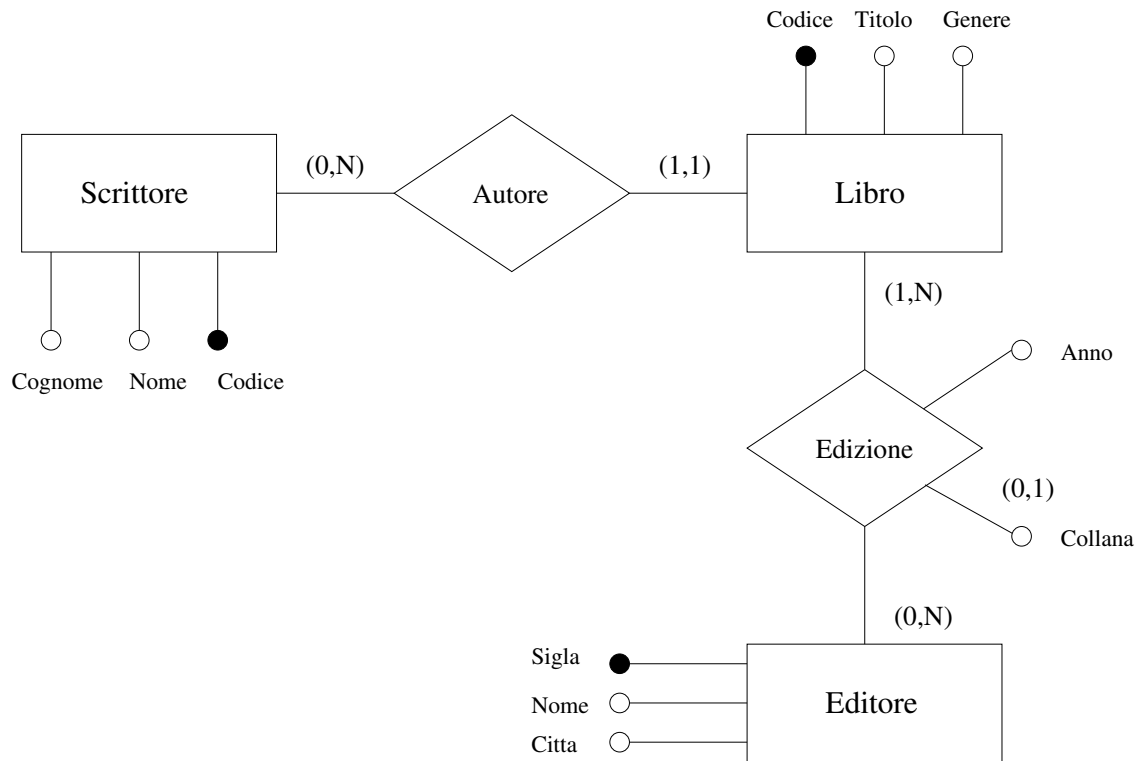 Codice Titolo Genere
Scrittore (0,N) Autore (1,1) Libro
(1,N)
Anno
Cognome Nome Codice
Edizione
(0,1)
Collana
(0,N)
Sigla
Nome Editore
Citta